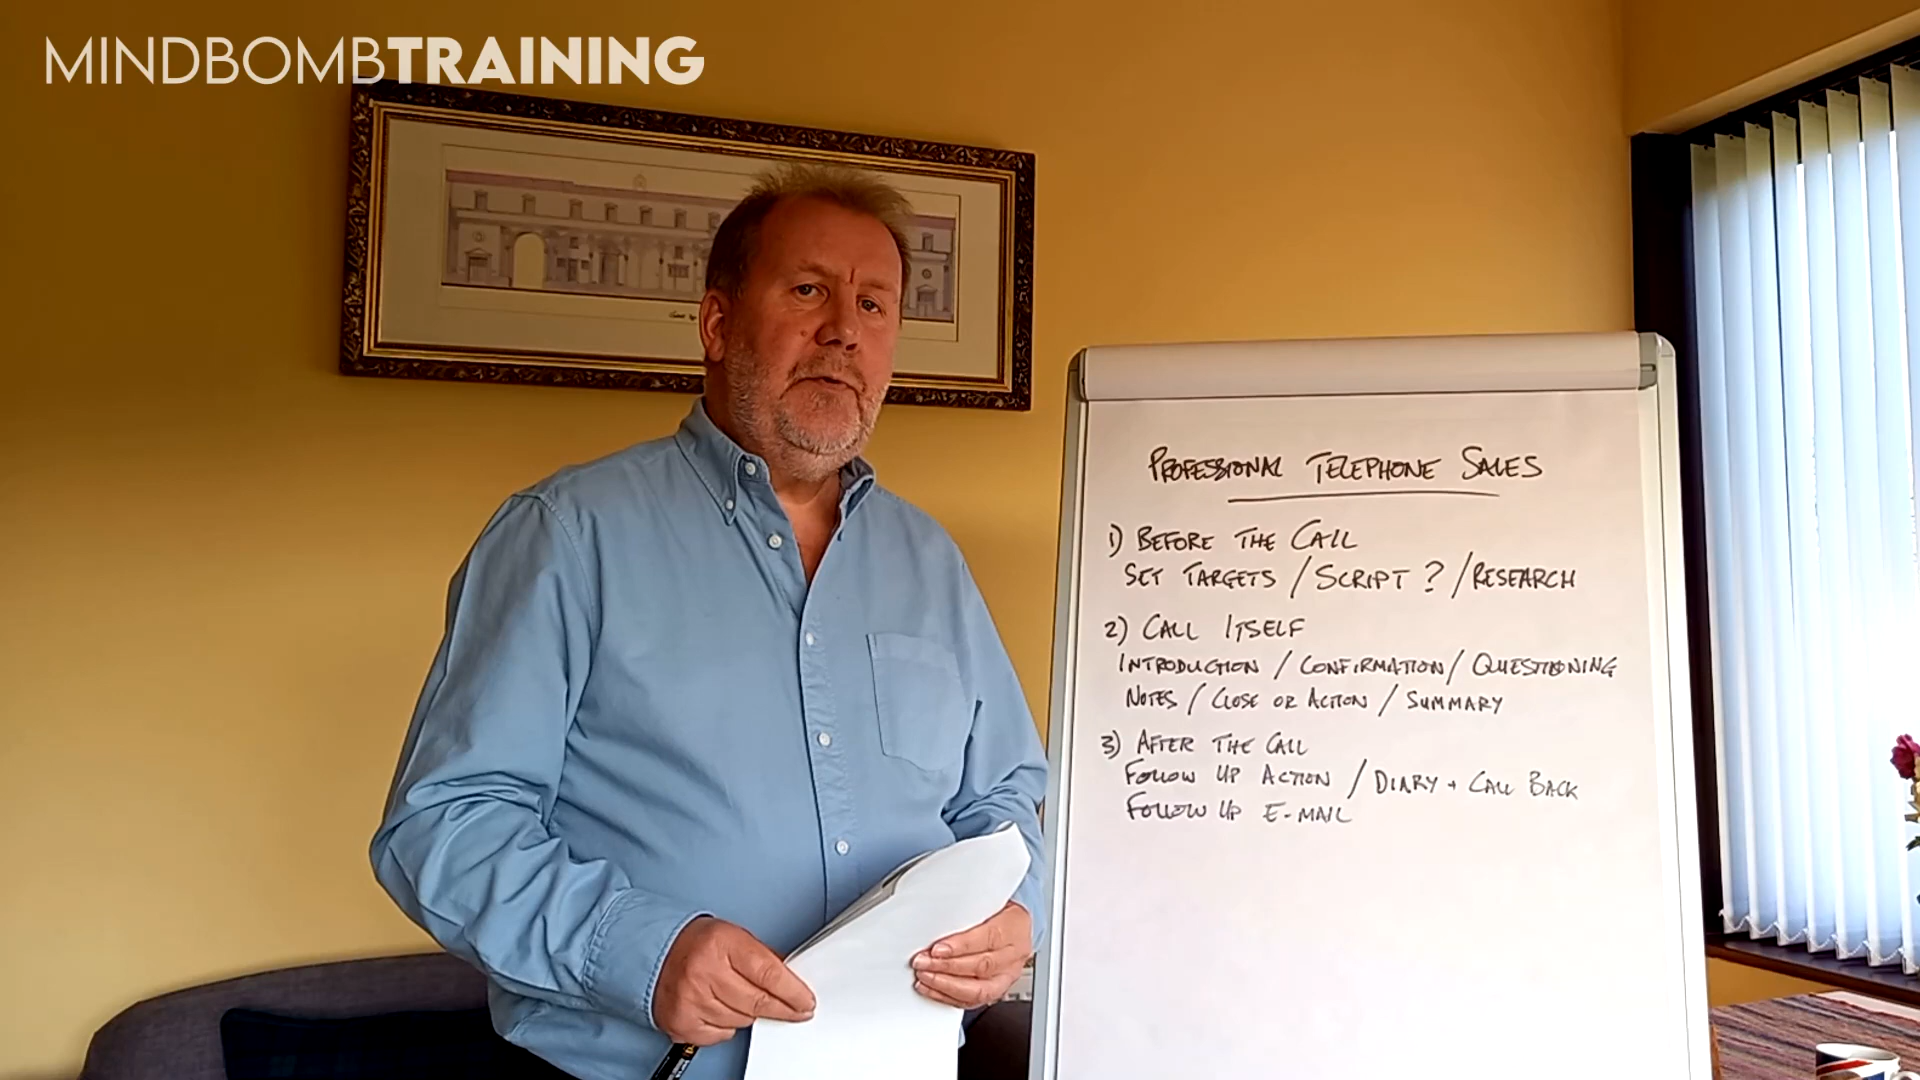 MINDBOMBTRAINING
PROFESSIONAL TELEPHONE SALES
1) BEFORE THE CALL
SET TARGETS / SCRIPT ? / RESEARCH
2) CALL ITSELF
INTRODUCTION / CONFIRMATION / QUESTIONING
NOTES / CLOSE OR ACTION / SUMMARY
3) AFTER THE CALL
FOLLOW UP ACTION / DIARY + CALL BACK
FOLLOW UP E-MAIL